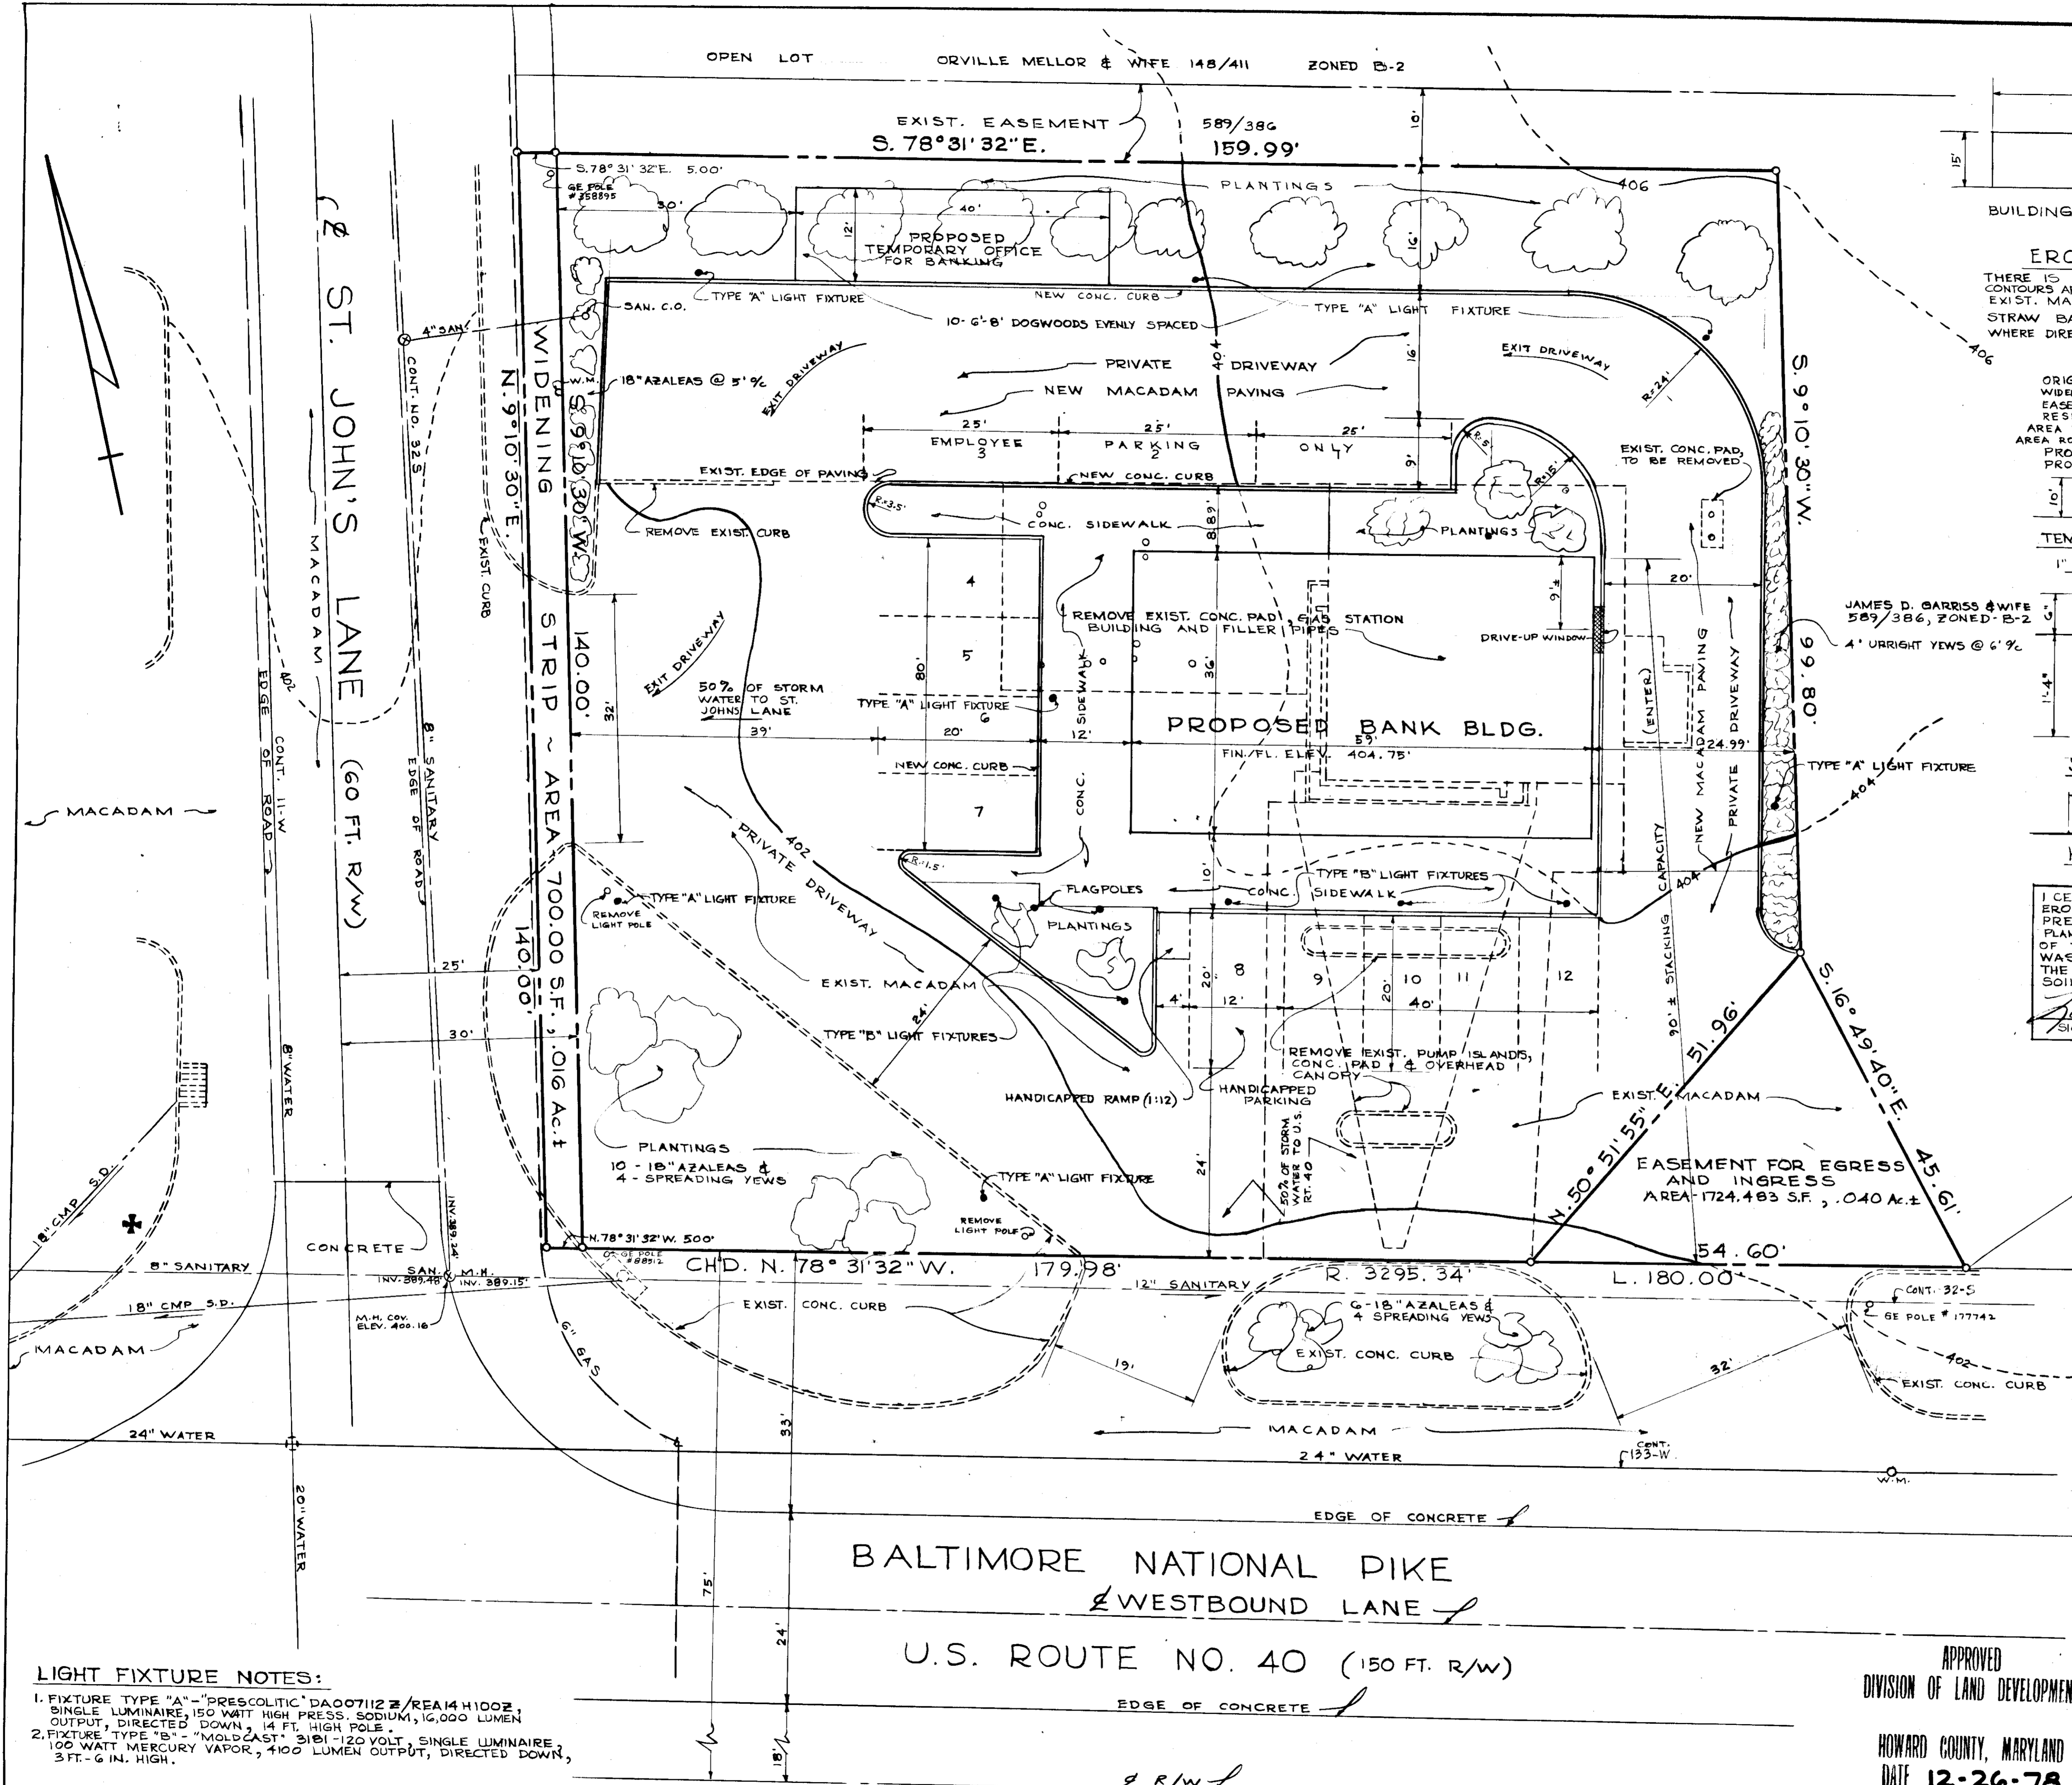 OPEN LOT
ORVILLE MELLOR & WIFE 148/411
ZONED B-2
EXIST. EASEMENT
589/386
10'
S. 78° 31' 32" E.
159.99'
S. 78° 31' 32" E. 5.00'
GE POLE
# 358895
30'
40'
12'
PLANTINGS
406
16'
PROPOSED
TEMPORARY OFFICE
FOR BANKING
15'
BUILDING
TYPE "A" LIGHT FIXTURE
NEW CONC. CURB
TYPE "A" LIGHT FIXTURE
SAN. C.O.
4" SAN.
10-6'-8' DOGWOODS EVENLY SPACED
THERE IS
CONTOURS
STRAW
WHERE
406
EXIT DRIVEWAY
PRIVATE DRIVEWAY
404
16'
EXIT DRIVEWAY
R=24'
W.M.
18" AZALEAS @ 5' o/c
NEW MACADAM PAVING
25'
25'
25'
EMPLOYEE PARKING ONLY
3
2
1
9'
R=5'
R=15'
EXIST. CONC. PAD,
TO BE REMOVED
AREA
AREA
10'
EXIST. EDGE OF PAVING
NEW CONC. CURB
R=3.5'
REMOVE EXIST. CURB
CONC. SIDEWALK
8.89'
PLANTINGS
WIDENING STRIP ~ AREA 700.00 S.F., .016 Ac.±
N. 9° 10' 30" E.
140.00'
S. 9° 10' 30" W.
140.00'
S. 9° 10' 30" W.
99.80'
CONT. NO. 32 S
ST. JOHN'S LANE (60 FT. R/W)
MACADAM
EXIST. CURB
402
EDGE OF ROAD
CONT. 11-W
8" SANITARY
EDGE OF ROAD
4
5
6
7
80'
32'
EXIT DRIVEWAY
REMOVE EXIST. CONC. PAD, GAS STATION
BUILDING AND FILLER PIPES
9'±
20'
DRIVE-UP WINDOW
JAMES D. GARRISS & WIFE
589/386, ZONED-B-2
4' UPRIGHT YEWS @ 6' o/c
6"
1'-4"
50% OF STORM
WATER TO ST.
JOHNS LANE
TYPE "A" LIGHT FIXTURE
CONC. SIDEWALK
36'
(ENTER)
PROPOSED BANK BLDG.
39'
20'
12'
59'
24.99'
FIN/FL. ELEV. 404.75'
NEW CONC. CURB
TYPE "A" LIGHT FIXTURE
404
NEW MACADAM PAVING
PRIVATE DRIVEWAY
MACADAM
402
PRIVATE DRIVEWAY
R=1.5'
10'
TYPE "B" LIGHT FIXTURES
404
FLAGPOLES
CONC. SIDEWALK
TYPE "A" LIGHT FIXTURE
REMOVE
LIGHT POLE
PLANTINGS
25'
30'
EXIST. MACADAM
8
9
10
11
12
4'
12'
20'
20'
40'
90' ± STACKING CAPACITY
24'
TYPE "B" LIGHT FIXTURES
REMOVE EXIST. PUMP ISLANDS,
CONC. PAD & OVERHEAD
CANOPY
HANDICAPPED RAMP (1:12)
HANDICAPPED
PARKING
EXIST. MACADAM
51.96'
N. 50° 51' 55" E.
S. 16° 49' 40" E.
45.61'
8" WATER
PLANTINGS
10 - 18" AZALEAS &
4 - SPREADING YEWS
TYPE "A" LIGHT FIXTURE
24'
50% OF STORM
WATER TO U.S.
RT. 40
EASEMENT FOR EGRESS
AND INGRESS
AREA-1724.483 S.F., .040 Ac.±
REMOVE
LIGHT POLE
18" CMP S.D.
INV. 389.24'
CONCRETE
N. 78° 31' 32" W. 5.00'
GE POLE
# 88912
CHD. N. 78° 31' 32" W.
179.98'
R. 3295.34'
L. 180.00'
54.60'
8" SANITARY
SAN. M.H.
INV. 389.48'
INV. 389.15'
12" SANITARY
18" CMP S.D.
M.H. COV.
ELEV. 400.16
6" GAS
EXIST. CONC. CURB
6-18" AZALEAS &
4 SPREADING YEWS
EXIST. CONC. CURB
CONT. 32-S
GE POLE # 177742
MACADAM
19'
32'
402
EXIST. CONC. CURB
33'
MACADAM
24" WATER
24" WATER
CONT.
133-W
W.M.
20" WATER
EDGE OF CONCRETE
BALTIMORE NATIONAL PIKE
75'
℄ WESTBOUND LANE
24'
U.S. ROUTE NO. 40 (150 FT. R/W)
EDGE OF CONCRETE
18'
℄ R/W
LIGHT FIXTURE NOTES:
1. FIXTURE TYPE "A"-"PRESCOLITIC" DA007112Z/REA14H100Z,
SINGLE LUMINAIRE, 150 WATT HIGH PRESS. SODIUM, 16,000 LUMEN
OUTPUT, DIRECTED DOWN, 14 FT. HIGH POLE.
2. FIXTURE TYPE "B"-"MOLDCAST" 3181-120 VOLT, SINGLE LUMINAIRE,
100 WATT MERCURY VAPOR, 4100 LUMEN OUTPUT, DIRECTED DOWN,
3 FT.-6 IN. HIGH.
APPROVED
DIVISION OF LAND DEVELOPMEN
HOWARD COUNTY, MARYLAND
DATE 12-26-78